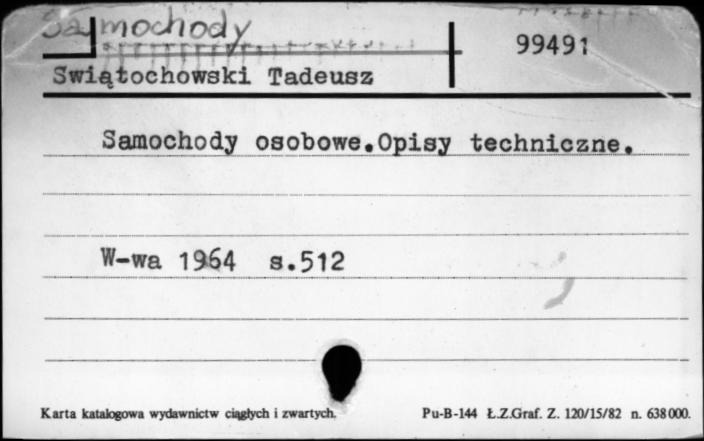 Samochody
99491
Swiątochowski Tadeusz
Samochody osobowe.Opisy techniczne.
W-wa 1964 s.512
Karta katalogowa wydawnictw ciągłych i zwartych.
Pu-B-144 Ł.Z.Graf. Z. 120/15/82 n. 638000.